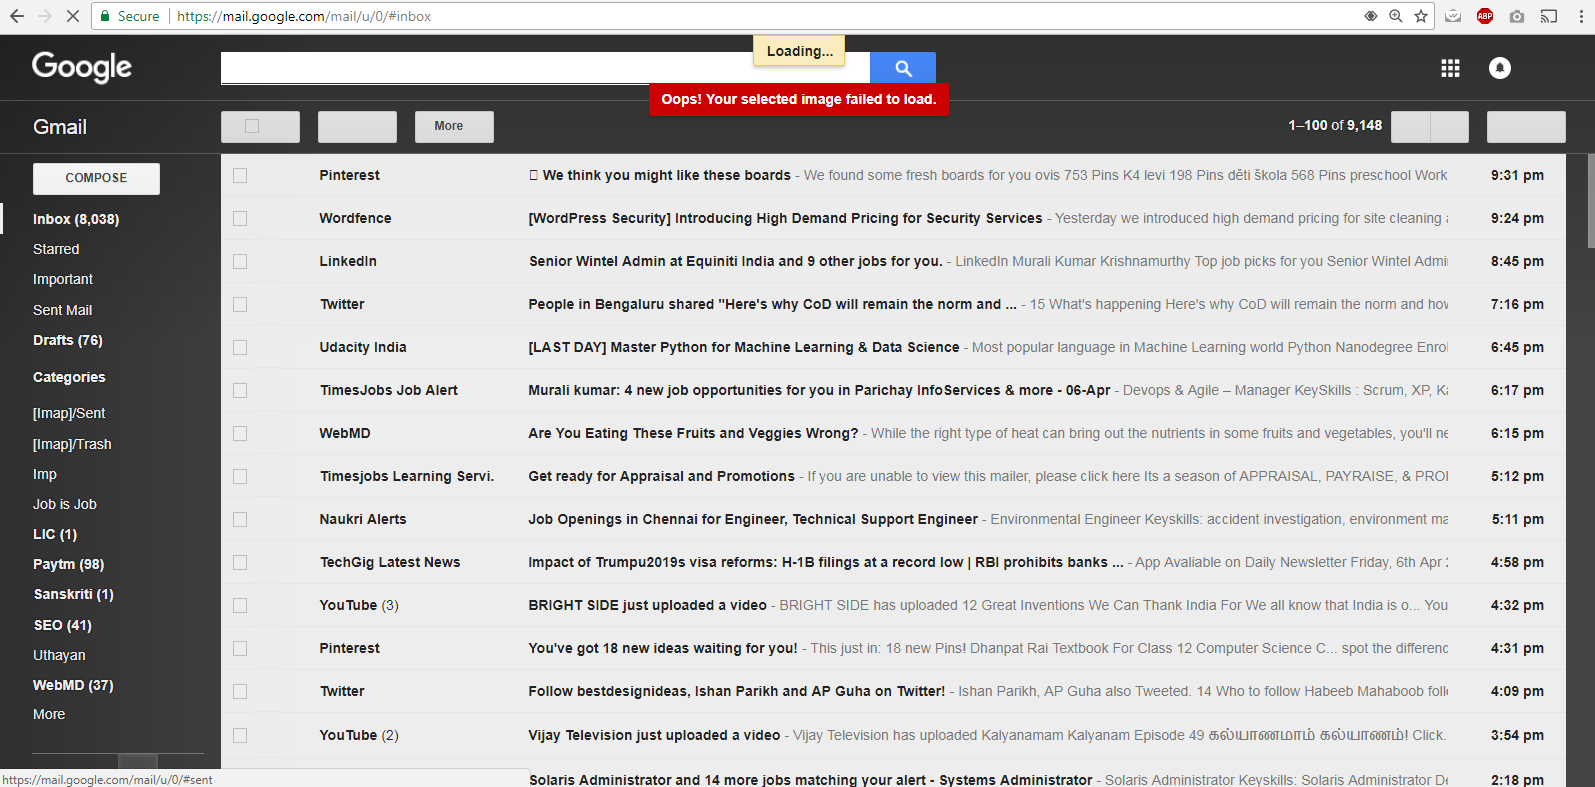 Secure https://mail.google.com/mail/u/0/#inbox
ABP
Loading...
Google
Oops! Your selected image failed to load.
Gmail
More
1–100 of 9,148
COMPOSE
Inbox (8,038)
Starred
Important
Sent Mail
Drafts (76)
Categories
[Imap]/Sent
[Imap]/Trash
Imp
Job is Job
LIC (1)
Paytm (98)
Sanskriti (1)
SEO (41)
Uthayan
WebMD (37)
More
Pinterest We think you might like these boards - We found some fresh boards for you ovis 753 Pins K4 levi 198 Pins děti škola 568 Pins preschool Work 9:31 pm
Wordfence [WordPress Security] Introducing High Demand Pricing for Security Services - Yesterday we introduced high demand pricing for site cleaning 9:24 pm
LinkedIn Senior Wintel Admin at Equiniti India and 9 other jobs for you. - LinkedIn Murali Kumar Krishnamurthy Top job picks for you Senior Wintel Admi 8:45 pm
Twitter People in Bengaluru shared "Here's why CoD will remain the norm and ... - 15 What's happening Here's why CoD will remain the norm and how 7:16 pm
Udacity India [LAST DAY] Master Python for Machine Learning & Data Science - Most popular language in Machine Learning world Python Nanodegree Enrol 6:45 pm
TimesJobs Job Alert Murali kumar: 4 new job opportunities for you in Parichay InfoServices & more - 06-Apr - Devops & Agile – Manager KeySkills : Scrum, XP, Ka 6:17 pm
WebMD Are You Eating These Fruits and Veggies Wrong? - While the right type of heat can bring out the nutrients in some fruits and vegetables, you'll ne 6:15 pm
Timesjobs Learning Servi. Get ready for Appraisal and Promotions - If you are unable to view this mailer, please click here Its a season of APPRAISAL, PAYRAISE, & PROI 5:12 pm
Naukri Alerts Job Openings in Chennai for Engineer, Technical Support Engineer - Environmental Engineer Keyskills: accident investigation, environment ma 5:11 pm
TechGig Latest News Impact of Trumpu2019s visa reforms: H-1B filings at a record low | RBI prohibits banks ... - App Avaliable on Daily Newsletter Friday, 6th Apr 4:58 pm
YouTube (3) BRIGHT SIDE just uploaded a video - BRIGHT SIDE has uploaded 12 Great Inventions We Can Thank India For We all know that India is o... You 4:32 pm
Pinterest You've got 18 new ideas waiting for you! - This just in: 18 new Pins! Dhanpat Rai Textbook For Class 12 Computer Science C... spot the differenc 4:31 pm
Twitter Follow bestdesignideas, Ishan Parikh and AP Guha on Twitter! - Ishan Parikh, AP Guha also Tweeted. 14 Who to follow Habeeb Mahaboob foll 4:09 pm
YouTube (2) Vijay Television just uploaded a video - Vijay Television has uploaded Kalyanamam Kalyanam Episode 49 கல்யாணமாம் கல்யாணம்! Click. 3:54 pm
Solaris Administrator and 14 more jobs matching your alert - Systems Administrator - Solaris Administrator Keyskills: Solaris Administrator De 2:18 pm
https://mail.google.com/mail/u/0/#sent